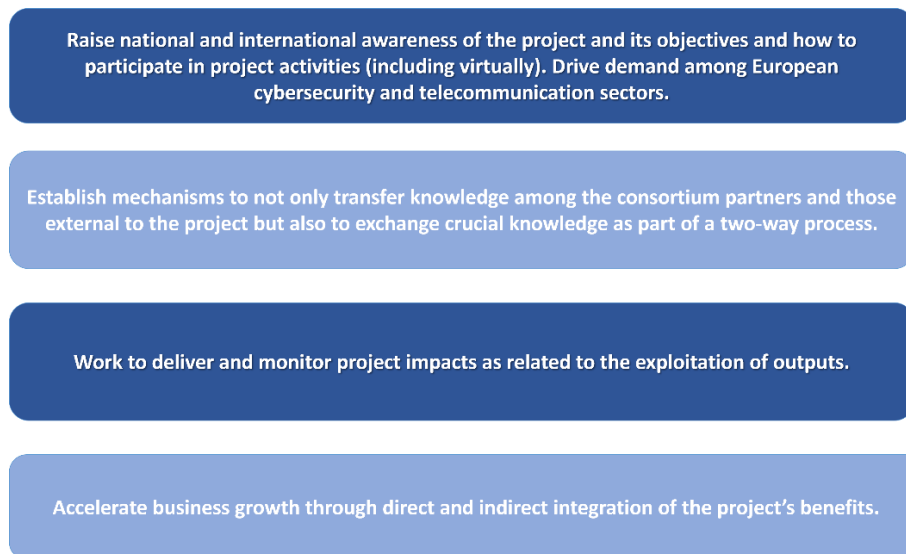 Raise national and international awareness of the project and its objectives and how to
participate in project activities (including virtually). Drive demand among European
cybersecurity and telecommunication sectors.
Establish mechanisms to not only transfer knowledge among the consortium partners and those
external to the project but also to exchange crucial knowledge as part of a two-way process.
Work to deliver and monitor project impacts as related to the exploitation of outputs.
Accelerate business growth through direct and indirect integration of the project’s benefits.